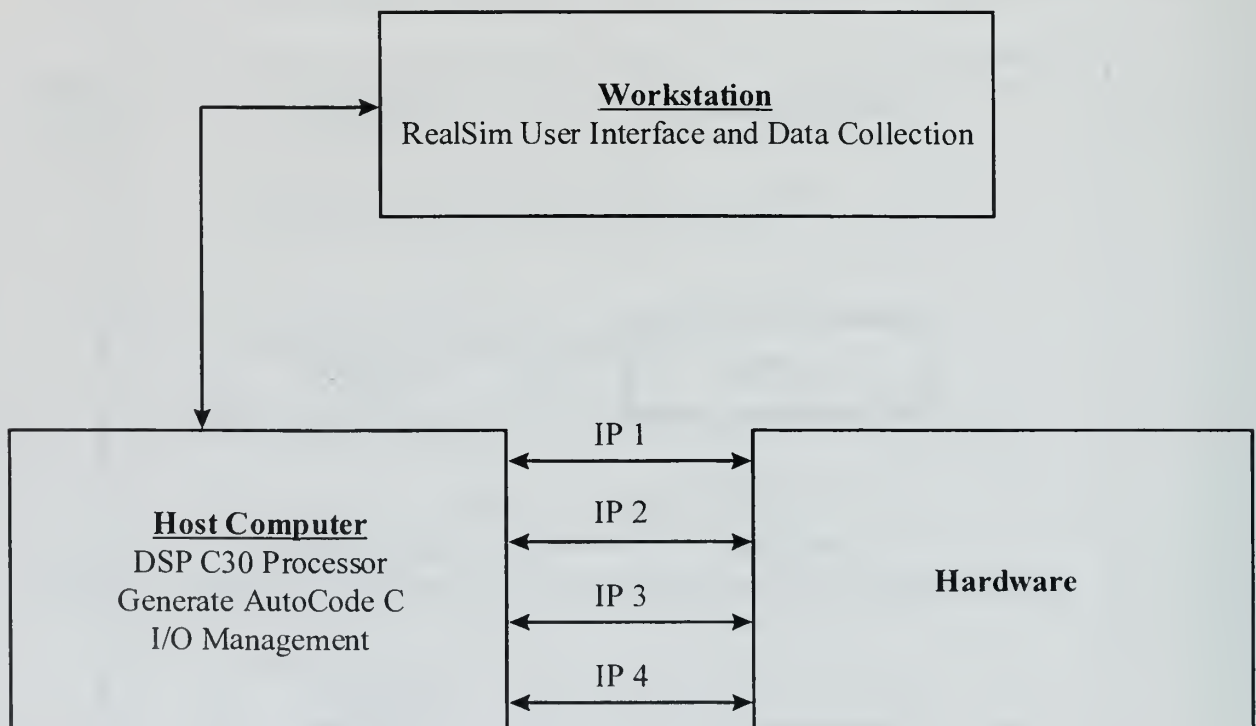 Workstation
RealSim User Interface and Data Collection
IP 1
IP 2
Host Computer
DSP C30 Processor
Generate AutoCode C
I/O Management
IP 3
Hardware
IP 4